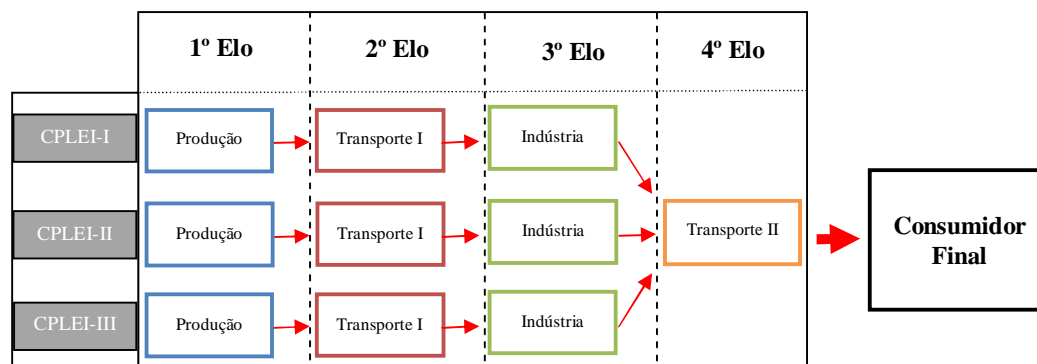 1º Elo
2º Elo
3º Elo
4º Elo
CPLEI-I
Produção
Transporte I
Indústria
CPLEI-II
Produção
Transporte I
Indústria
Transporte II
Consumidor
Final
CPLEI-III
Produção
Transporte I
Indústria